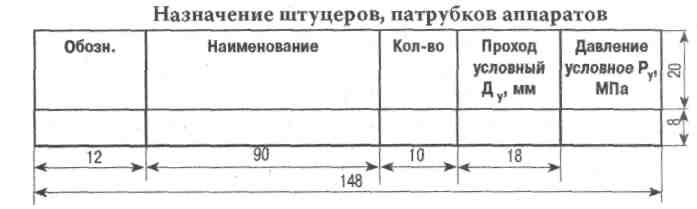 Назначение штуцеров, патрубков аппаратов
Обозн.
Наименование
Кол-во
Проход
условный
Д у, мм
Давление
условное Ру,
МПа
20
8
12
90
10
18
148